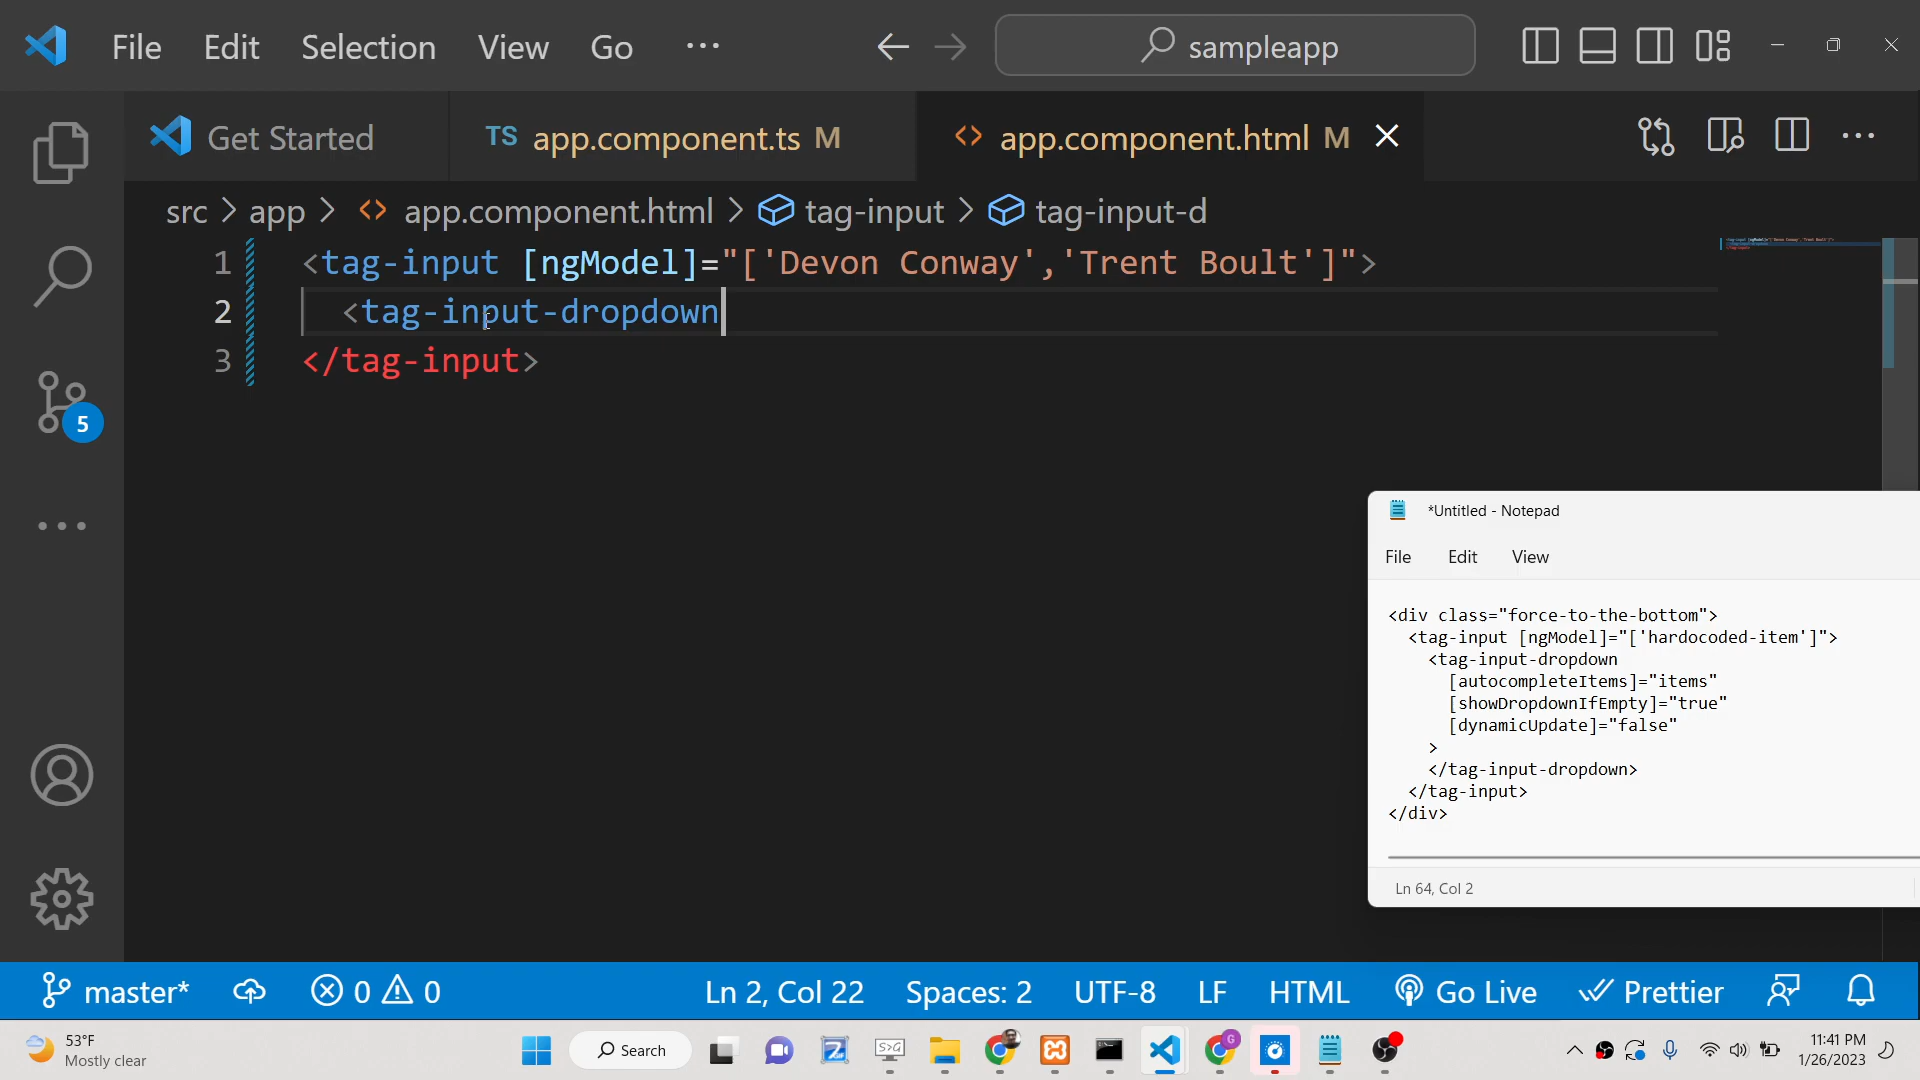 File Edit Selection View Go ··· sampleapp
Get Started
TS app.component.ts M
<> app.component.html M
src > app > <> app.component.html > tag-input > tag-input-d
1 <tag-input [ngModel]="['Devon Conway','Trent Boult']">
2 <tag-input-dropdown
3 </tag-input>
5
*Untitled - Notepad
File Edit View
<div class="force-to-the-bottom">
<tag-input [ngModel]="['hardocoded-item']">
<tag-input-dropdown
[autocompleteItems]="items"
[showDropdownIfEmpty]="true"
[dynamicUpdate]="false"
>
</tag-input-dropdown>
</tag-input>
</div>
Ln 64, Col 2
master* 0 0 Ln 2, Col 22 Spaces: 2 UTF-8 LF HTML Go Live Prettier
53°F
Mostly clear
Search
11:41 PM
1/26/2023